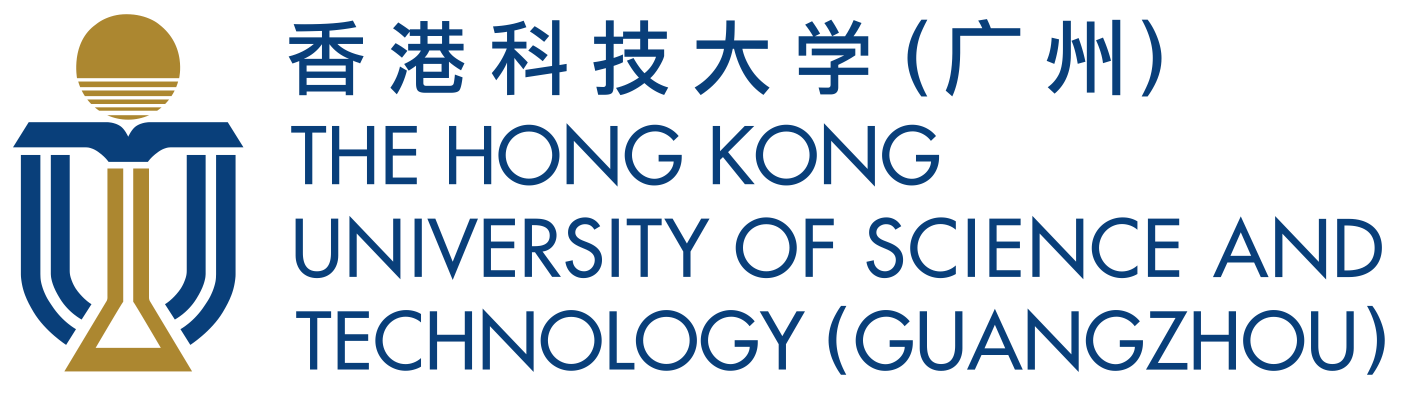 香港科技大学(广州)
THE HONG KONG
UNIVERSITY OF SCIENCE AND
TECHNOLOGY (GUANGZHOU)